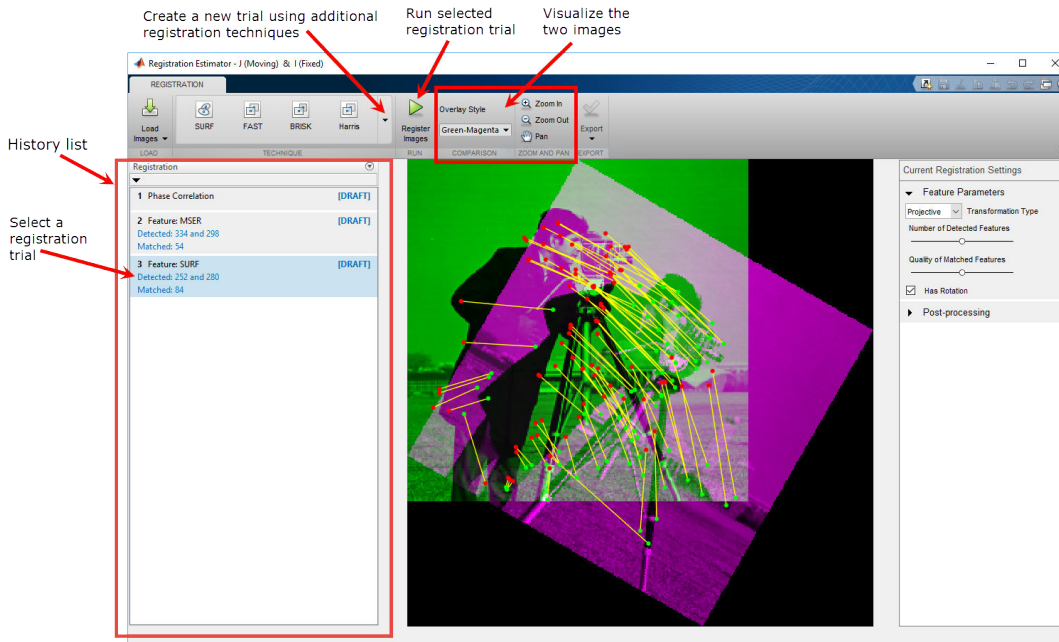 Create a new trial using additional
registration techniques
Run selected
registration trial
Visualize the
two images
Registration Estimator - J (Moving) & I (Fixed)
REGISTRATION
Load
Images
SURF
FAST
BRISK
Harris
Register
Images
Overlay Style
Green-Magenta
Zoom In
Zoom Out
Pan
Export
LOAD
TECHNIQUE
RUN
COMPARISON
ZOOM AND PAN
EXPORT
History list
Select a
registration
trial
Registration
1 Phase Correlation [DRAFT]
2 Feature: MSER [DRAFT]
Detected: 334 and 298
Matched: 54
3 Feature: SURF [DRAFT]
Detected: 252 and 280
Matched: 84
Current Registration Settings
Feature Parameters
Projective Transformation Type
Number of Detected Features
Quality of Matched Features
Has Rotation
Post-processing